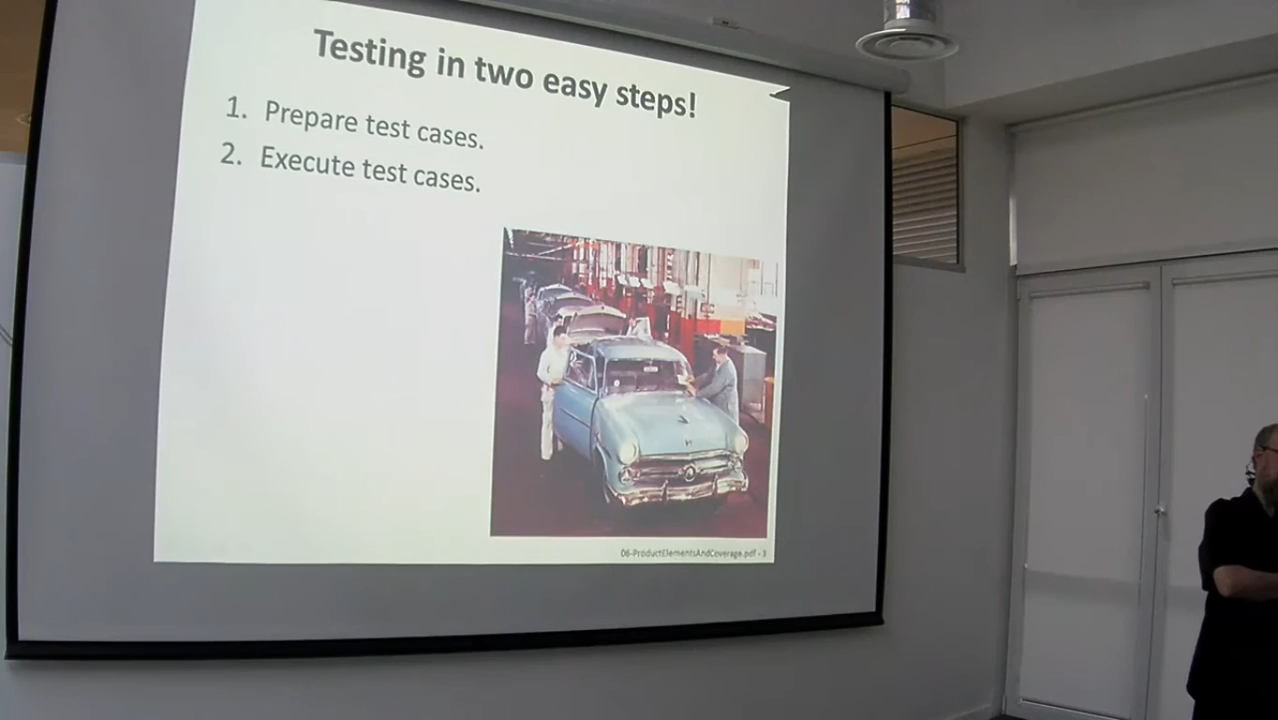 Testing in two easy steps!
1. Prepare test cases.
2. Execute test cases.
06-ProductElementsAndCoverage.pdf - 3